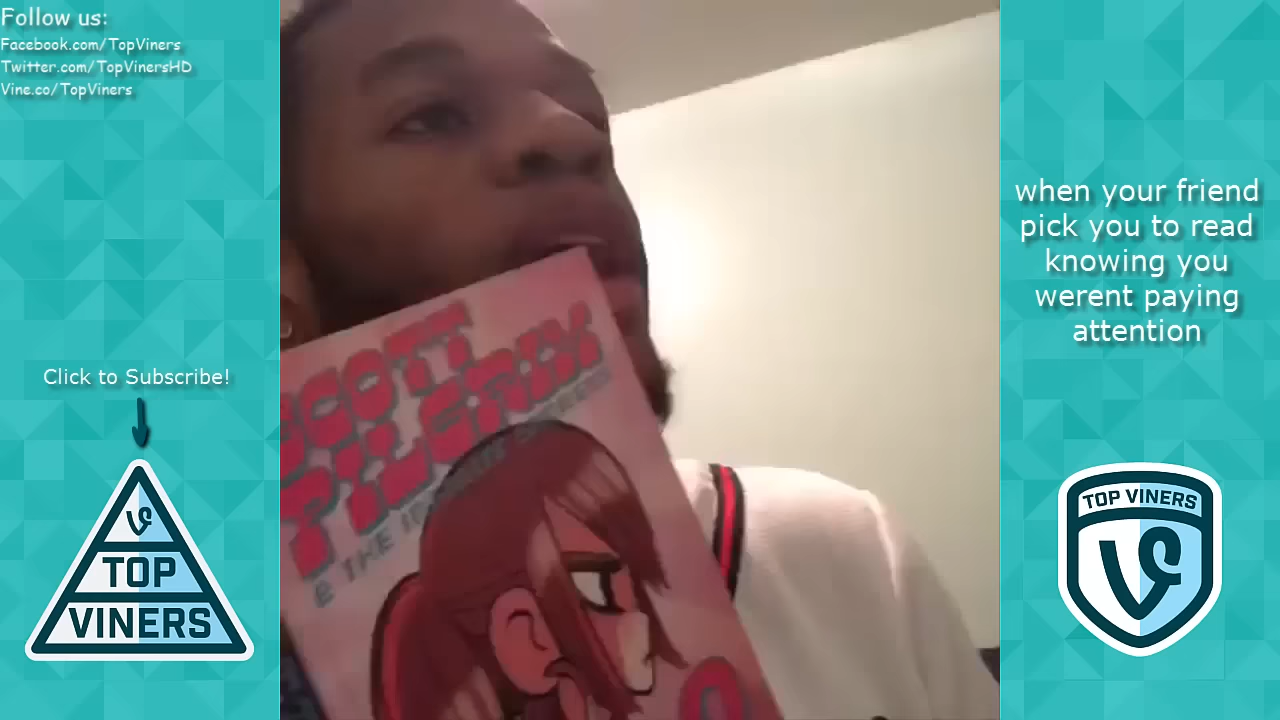 Follow us:
Facebook.com/TopViners
Twitter.com/TopVinersHD
Vine.co/TopViners
when your friend
pick you to read
knowing you
werent paying
attention
Click to Subscribe!
TOP
VINERS
TOP VINERS
SCOTT
PILGRIM
& THE